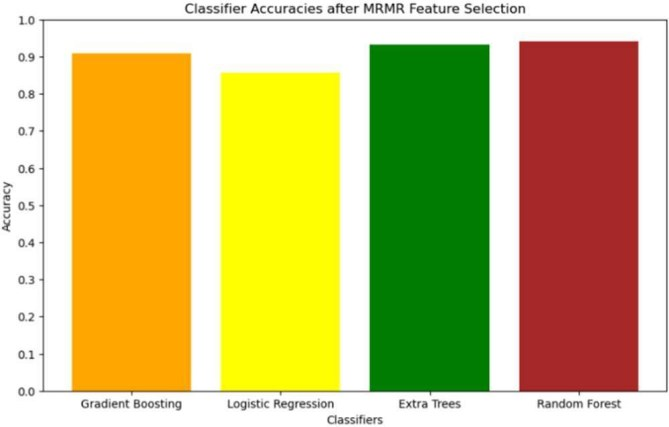 Classifier Accuracies after MRMR Feature Selection
1.0
0.9
0.8
0.7
0.6
0.5
0.4
0.3
0.2
0.1
0.0
Accuracy
Gradient Boosting
Logistic Regression
Extra Trees
Random Forest
Classifiers